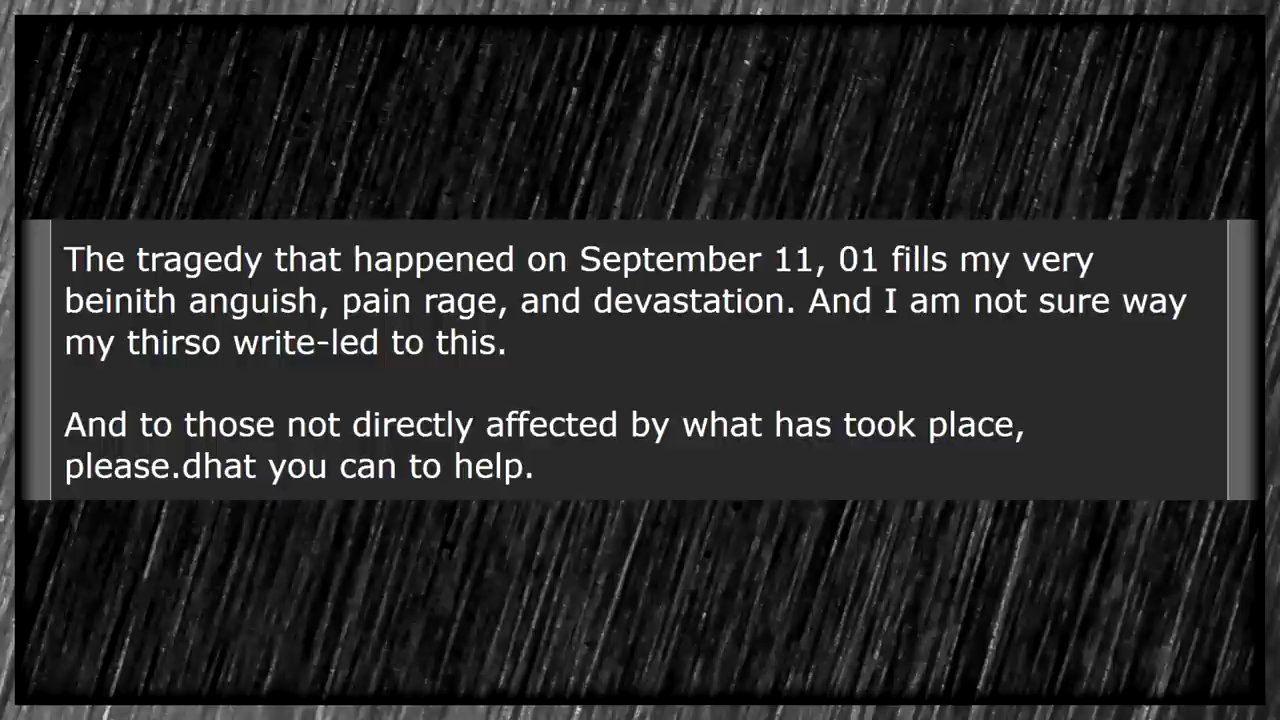 The tragedy that happened on September 11, 01 fills my very
beinith anguish, pain rage, and devastation. And I am not sure way
my thirso write-led to this.
And to those not directly affected by what has took place,
please.dhat you can to help.